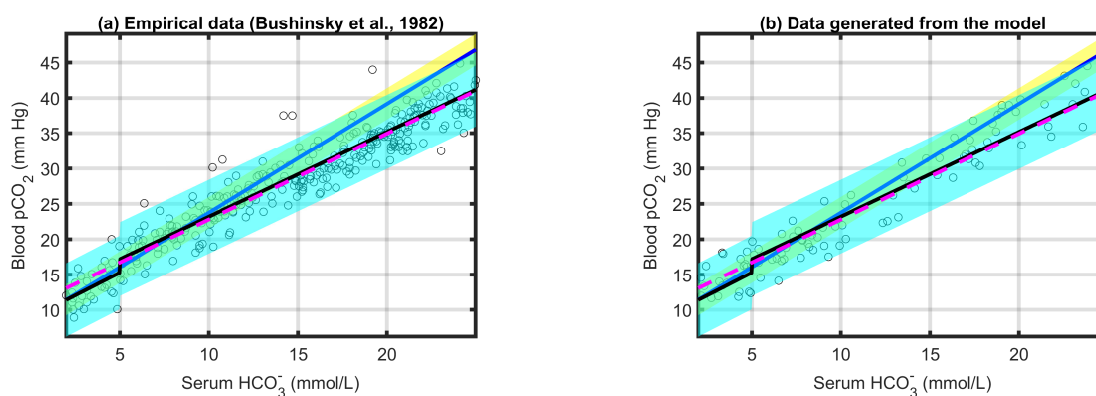 (a) Empirical data (Bushinsky et al., 1982)
45
40
35
30
25
20
15
10
Blood pCO2 (mm Hg)
5 10 15 20
Serum HCO3- (mmol/L)
(b) Data generated from the model
45
40
35
30
25
20
15
10
Blood pCO2 (mm Hg)
5 10 15 20
Serum HCO3- (mmol/L)